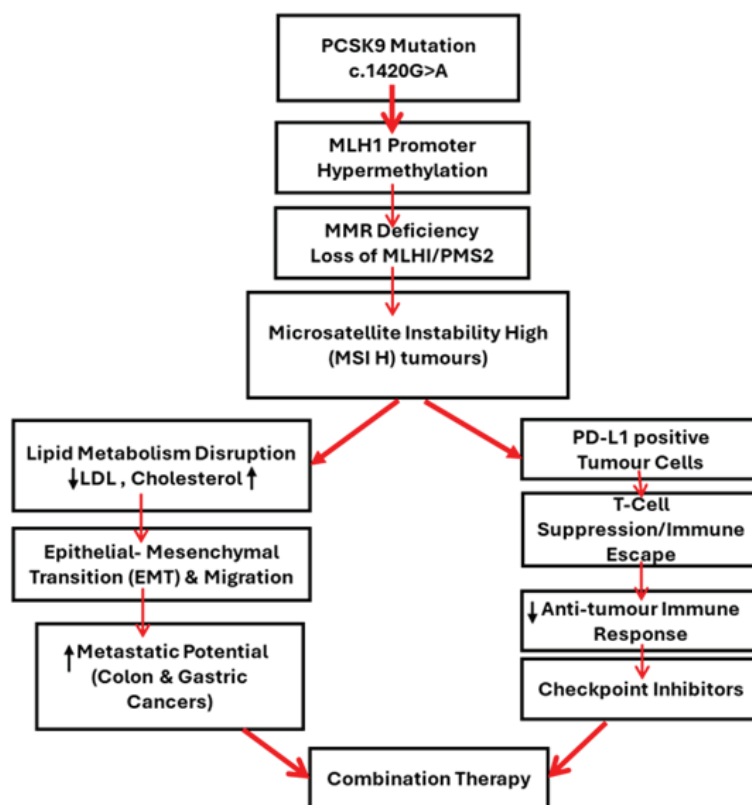 PCSK9 Mutation
c.1420G>A
MLH1 Promoter
Hypermethylation
MMR Deficiency
Loss of MLHI/PMS2
Microsatellite Instability High
(MSI H) tumours)
Lipid Metabolism Disruption
↓LDL , Cholesterol↑
Epithelial- Mesenchymal
Transition (EMT) & Migration
↑Metastatic Potential
(Colon & Gastric
Cancers)
PD-L1 positive
Tumour Cells
T-Cell
Suppression/Immune
Escape
↓Anti-tumour Immune
Response
Checkpoint Inhibitors
Combination Therapy